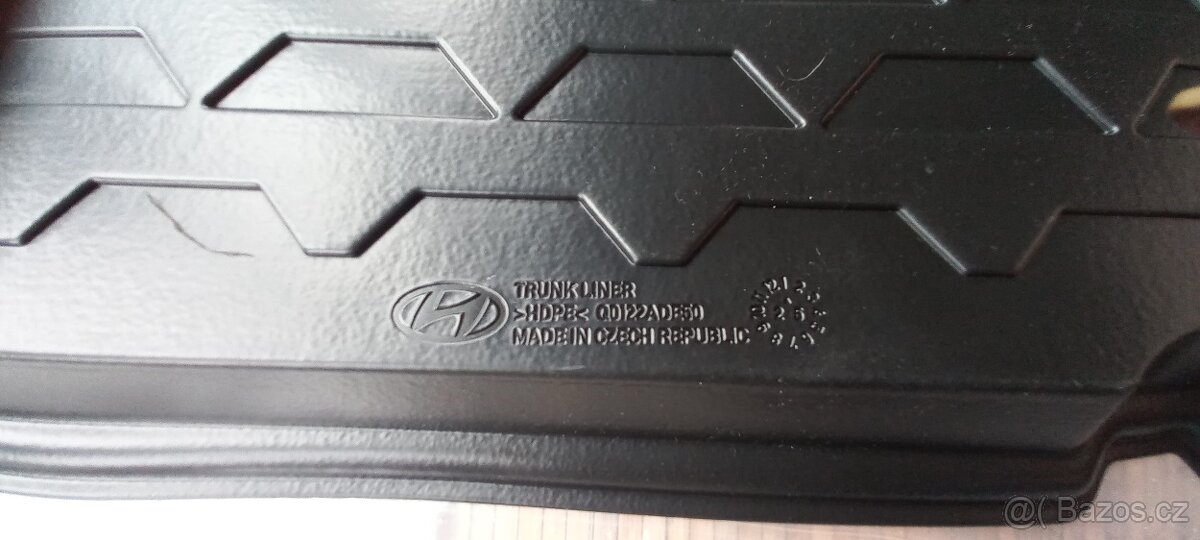 TRUNK LINER
>HDPE< Q0122ADE50
MADE IN CZECH REPUBLIC
@( Bazos.cz